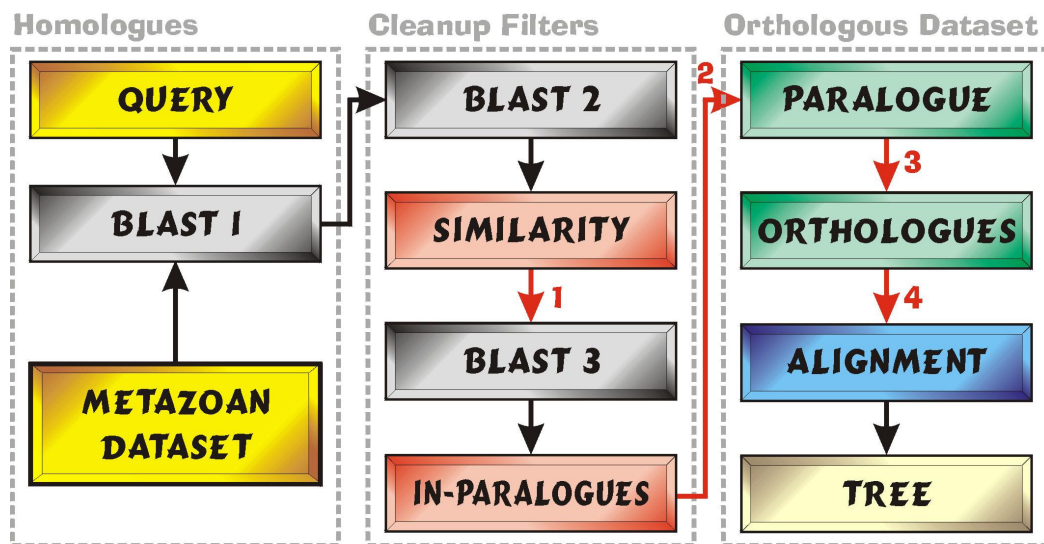 Homologues
QUERY
BLAST 1
METAZOAN
DATASET
Cleanup Filters
BLAST 2
SIMILARITY
1
BLAST 3
IN-PARALOGUES
2
Orthologous Dataset
PARALOGUE
3
ORTHOLOGUES
4
ALIGNMENT
TREE